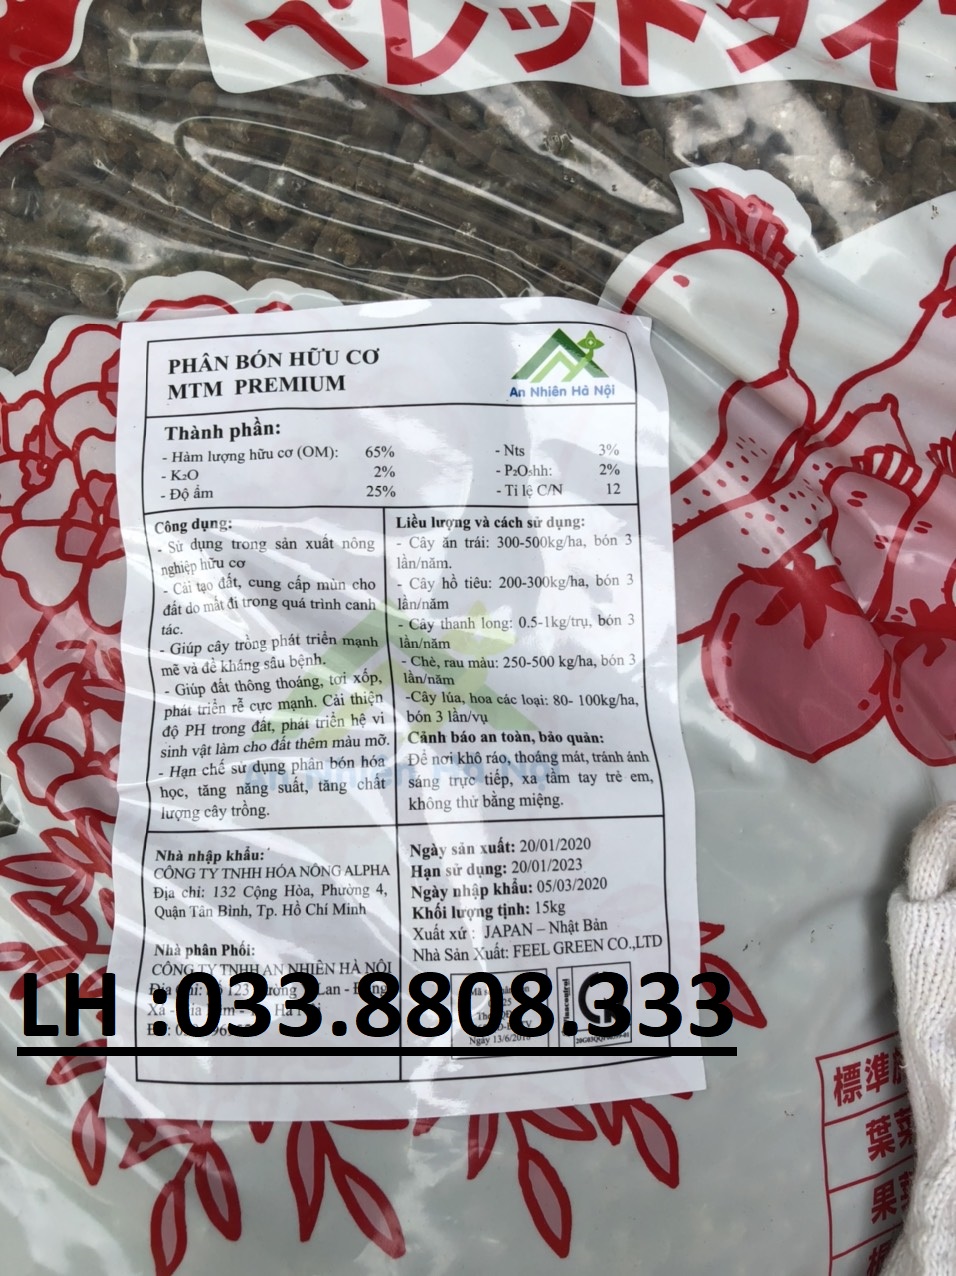 ペレットタイ
PHÂN BÓN HỮU CƠ
MTM PREMIUM
An Nhiên Hà Nội
Thành phần:
- Hàm lượng hữu cơ (OM): 65%
- K₂O 2%
- Độ ẩm 25%
- Nts 3%
- P₂O₅hh: 2%
- Tỉ lệ C/N 12
Công dụng:
- Sử dụng trong sản xuất nông
nghiệp hữu cơ
- Cải tạo đất, cung cấp mùn cho
đất do mất đi trong quá trình canh
tác.
- Giúp cây trồng phát triển mạnh
mẽ và đề kháng sâu bệnh.
- Giúp đất thông thoáng, tơi xốp,
phát triển rễ cực mạnh. Cải thiện
độ PH trong đất, phát triển hệ vi
sinh vật làm cho đất thêm màu mỡ.
- Hạn chế sử dụng phân bón hóa
học, tăng năng suất, tăng chất
lượng cây trồng.
Liều lượng và cách sử dụng:
- Cây ăn trái: 300-500kg/ha, bón 3
lần/năm.
- Cây hồ tiêu: 200-300kg/ha, bón 3
lần/năm
- Cây thanh long: 0.5-1kg/trụ, bón 3
lần/năm
- Chè, rau màu: 250-500 kg/ha, bón 3
lần/năm
-Cây lúa, hoa các loại: 80- 100kg/ha,
bón 3 lần/vụ
Cảnh báo an toàn, bảo quản:
Để nơi khô ráo, thoáng mát, tránh ánh
sáng trực tiếp, xa tầm tay trẻ em,
không thử bằng miệng.
An Nhiên Hà Nội
Nhà nhập khẩu:
CÔNG TY TNHH HÓA NÔNG ALPHA
Địa chỉ: 132 Cộng Hòa, Phường 4,
Quận Tân Bình, Tp. Hồ Chí Minh
Nhà phân Phối:
CÔNG TY TNHH AN NHIÊN HÀ NỘI
Ngày sản xuất: 20/01/2020
Hạn sử dụng: 20/01/2023
Ngày nhập khẩu: 05/03/2020
Khối lượng tịnh: 15kg
Xuất xứ : JAPAN – Nhật Bản
Nhà Sản Xuất: FEEL GREEN CO.,LTD
LH :033.8808.333
標準
葉菜
果菜